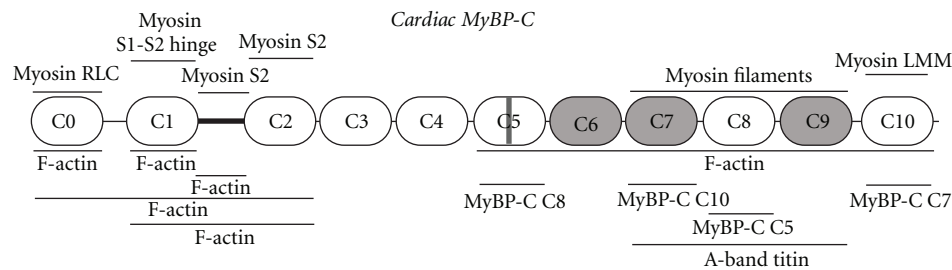 Cardiac MyBP-C
Myosin
S1-S2 hinge
Myosin S2
Myosin RLC
Myosin S2
Myosin filaments
Myosin LMM
C0
C1
C2
C3
C4
C5
C6
C7
C8
C9
C10
F-actin
F-actin
F-actin
F-actin
F-actin
F-actin
MyBP-C C8
MyBP-C C10
MyBP-C C7
MyBP-C C5
A-band titin